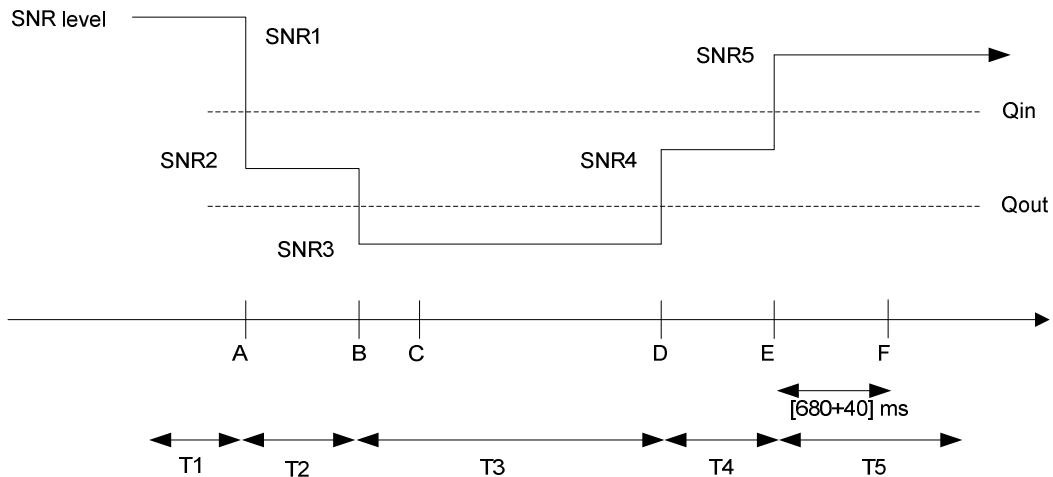 SNR level
SNR1
SNR5
Qin
SNR2
SNR4
Qout
SNR3
A B C D E F
[680+40] ms
T1 T2 T3 T4 T5